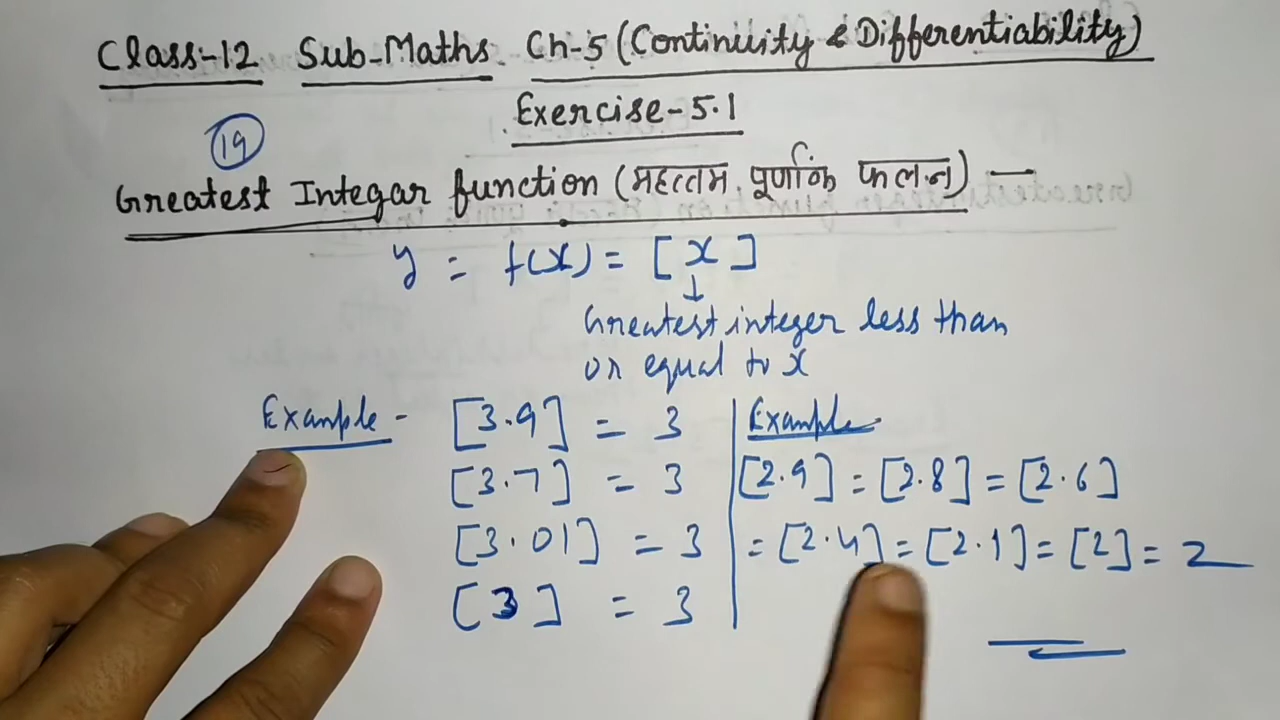 Class-12 Sub-Maths. Ch-5 (Continuity & Differentiability)
Exercise-5.1
19
Greatest Integar function (महत्तम पूर्णांक फलन) —
y = f(x) = [x]
↓
Greatest integer less than
or equal to x
Example -
[3.9] = 3
[3.7] = 3
[3.01] = 3
[3] = 3
Example
[2.9] = [2.8] = [2.6]
= [2.4] = [2.1] = [2] = 2